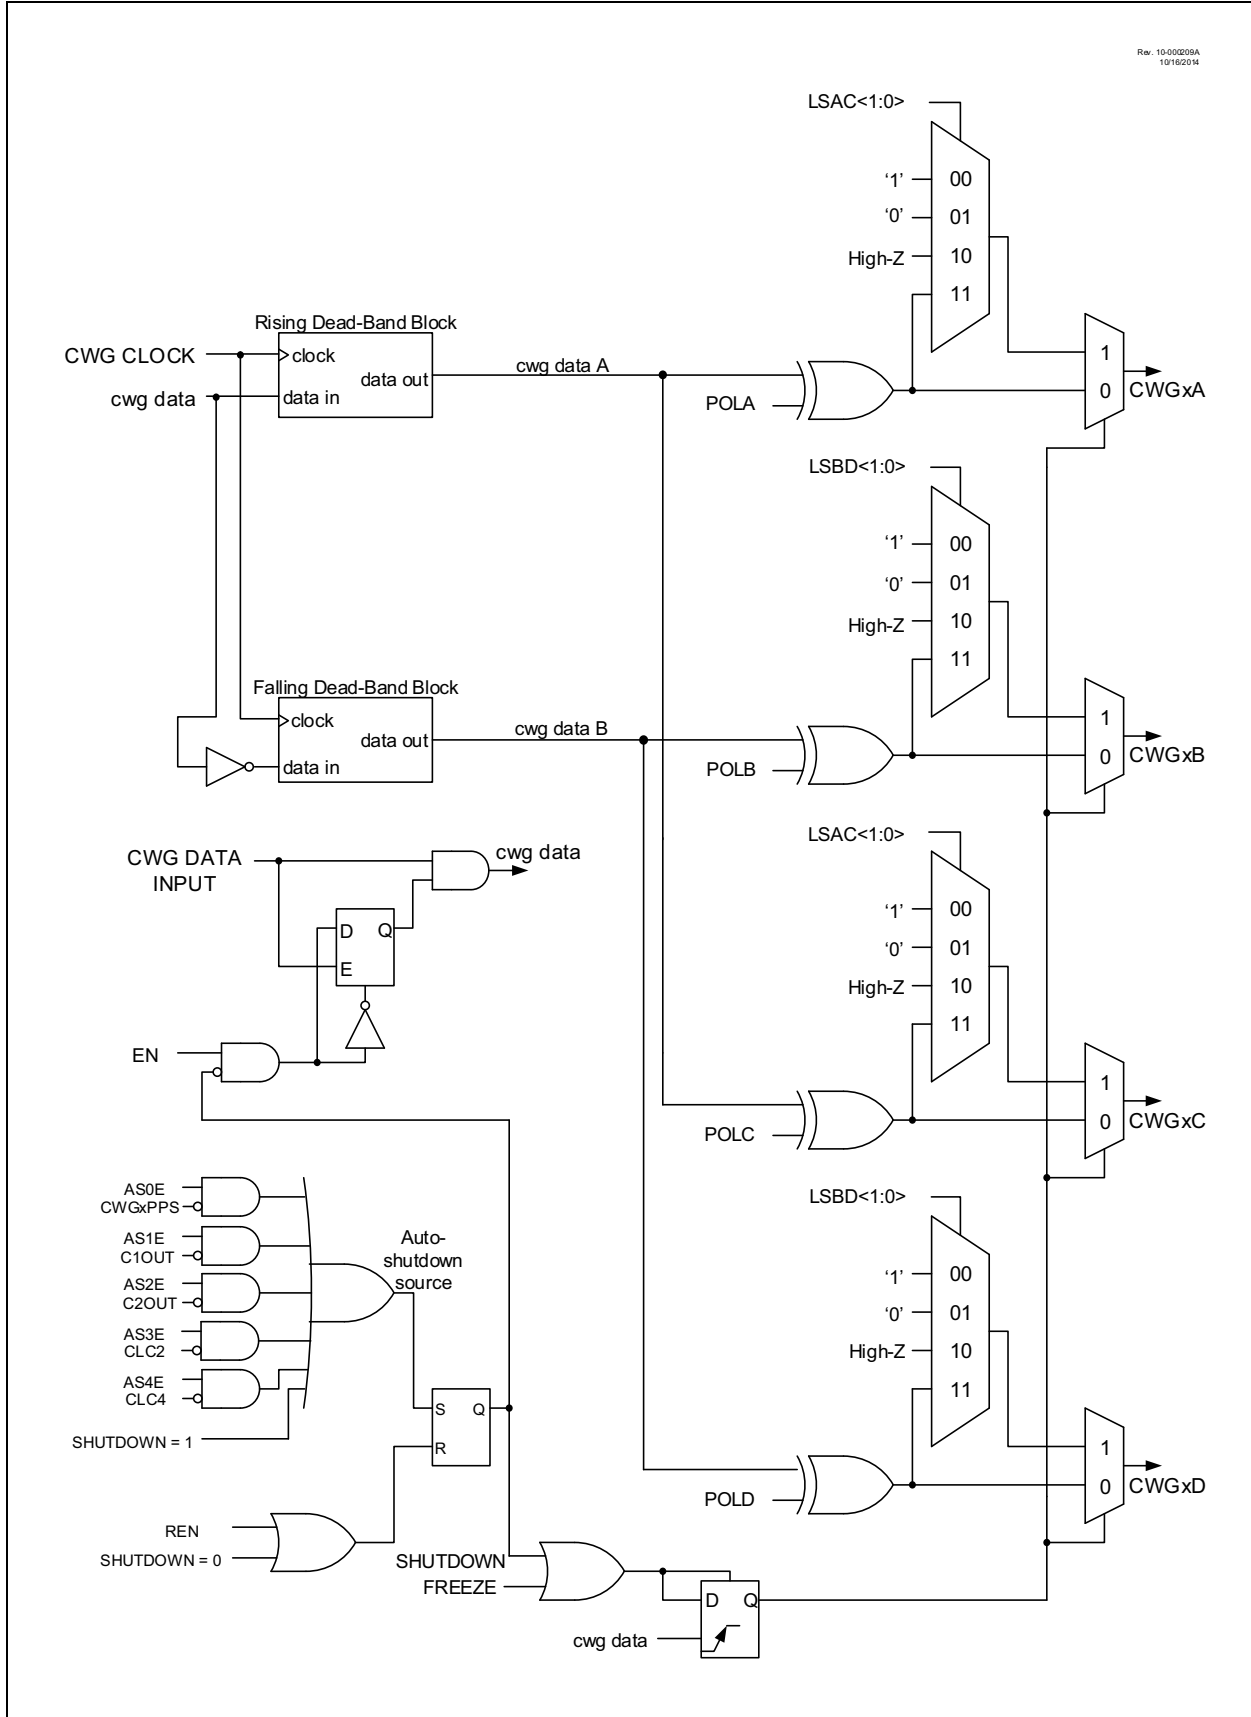 Rev. 10-000209A
10/16/2014
LSAC<1:0>
‘1’ 00
‘0’ 01
High-Z 10
11
1
0
CWGxA
Rising Dead-Band Block
CWG CLOCK
clock
cwg data
data in
data out
cwg data A
POLA
LSBD<1:0>
‘1’ 00
‘0’ 01
High-Z 10
11
1
0
CWGxB
Falling Dead-Band Block
clock
data out
data in
cwg data B
POLB
CWG DATA
INPUT
cwg data
D Q
E
EN
LSAC<1:0>
‘1’ 00
‘0’ 01
High-Z 10
11
1
0
CWGxC
POLC
AS0E
CWGxPPS
AS1E
C1OUT
AS2E
C2OUT
AS3E
CLC2
AS4E
CLC4
SHUTDOWN = 1
Auto-
shutdown
source
S Q
R
REN
SHUTDOWN = 0
LSBD<1:0>
‘1’ 00
‘0’ 01
High-Z 10
11
1
0
CWGxD
POLD
SHUTDOWN
FREEZE
D Q
cwg data